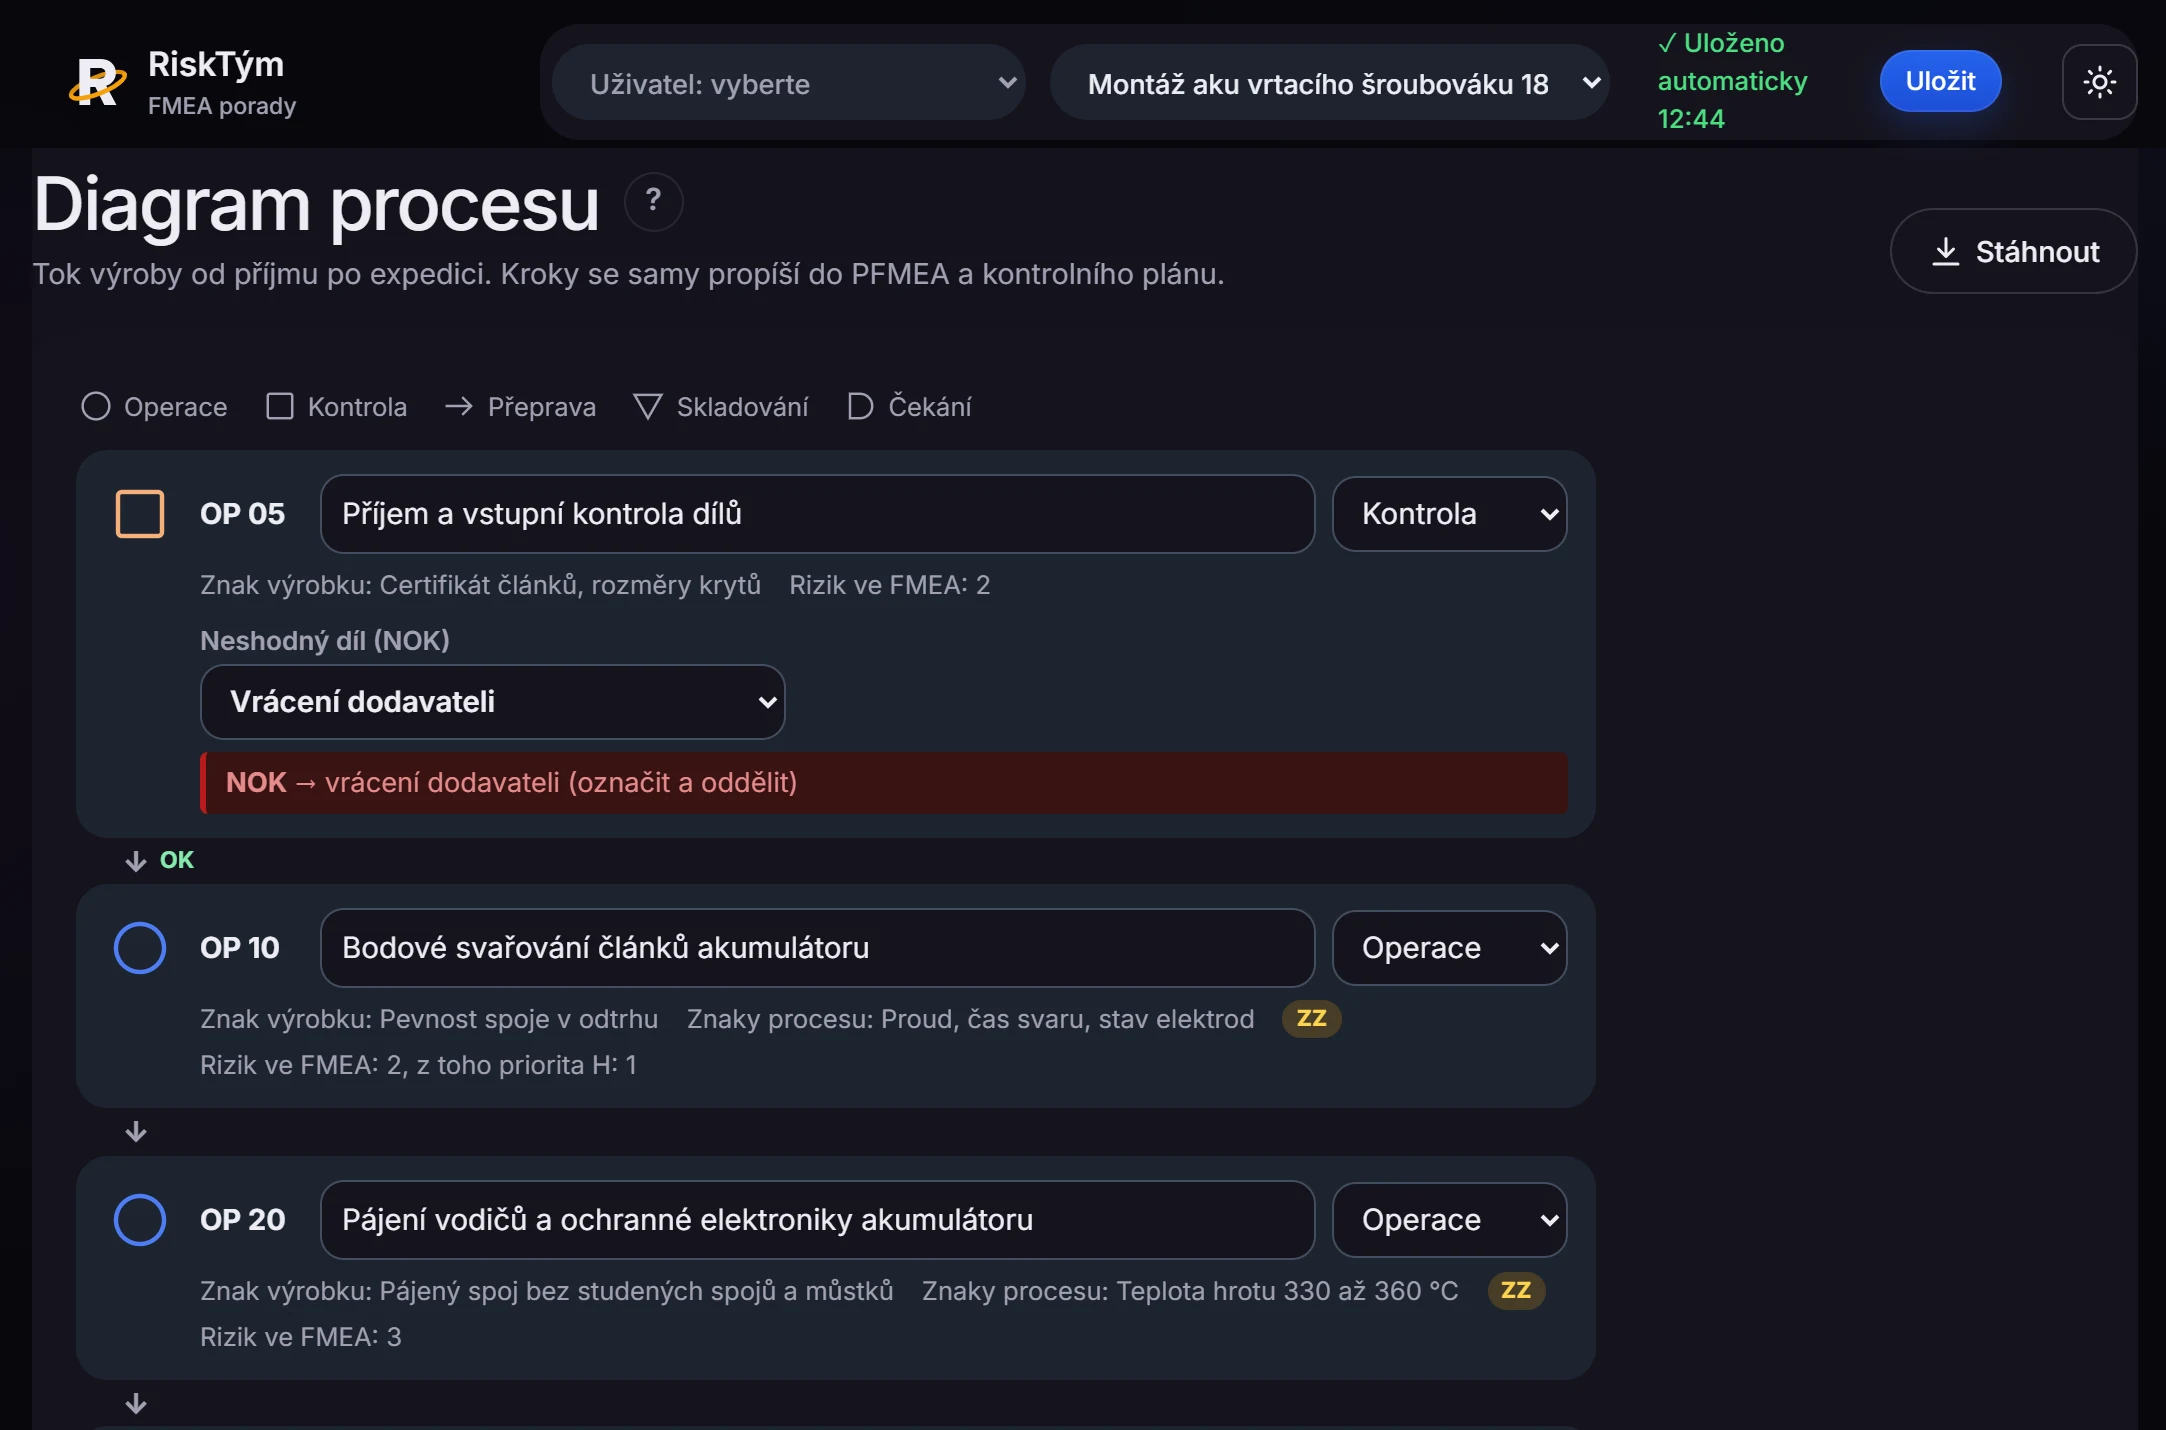 RiskTým
FMEA porady
Uživatel: vyberte
Montáž aku vrtacího šroubováku 18
✓ Uloženo
automaticky
12:44
Uložit
Diagram procesu
?
Tok výroby od příjmu po expedici. Kroky se samy propíší do PFMEA a kontrolního plánu.
Stáhnout
Operace
Kontrola
Přeprava
Skladování
Čekání
OP 05
Příjem a vstupní kontrola dílů
Kontrola
Znak výrobku: Certifikát článků, rozměry krytů
Rizik ve FMEA: 2
Neshodný díl (NOK)
Vrácení dodavateli
NOK → vrácení dodavateli (označit a oddělit)
OK
OP 10
Bodové svařování článků akumulátoru
Operace
Znak výrobku: Pevnost spoje v odtrhu
Znaky procesu: Proud, čas svaru, stav elektrod
ZZ
Rizik ve FMEA: 2, z toho priorita H: 1
OP 20
Pájení vodičů a ochranné elektroniky akumulátoru
Operace
Znak výrobku: Pájený spoj bez studených spojů a můstků
Znaky procesu: Teplota hrotu 330 až 360 °C
ZZ
Rizik ve FMEA: 3